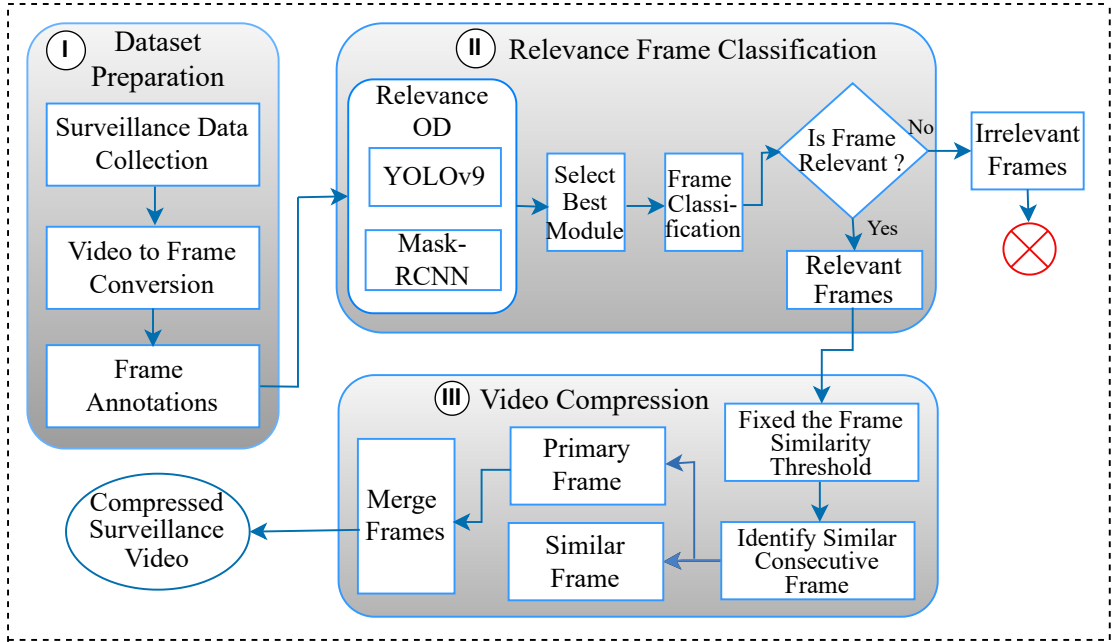 I
Dataset
Preparation
Surveillance Data
Collection
Video to Frame
Conversion
Frame
Annotations
II
Relevance Frame Classification
Relevance
OD
YOLOv9
Mask-
RCNN
Select
Best
Module
Frame
Classi-
fication
Is Frame
Relevant ?
No
Irrelevant
Frames
Yes
Relevant
Frames
III
Video Compression
Fixed the Frame
Similarity
Threshold
Identify Similar
Consecutive
Frame
Primary
Frame
Similar
Frame
Merge
Frames
Compressed
Surveillance
Video